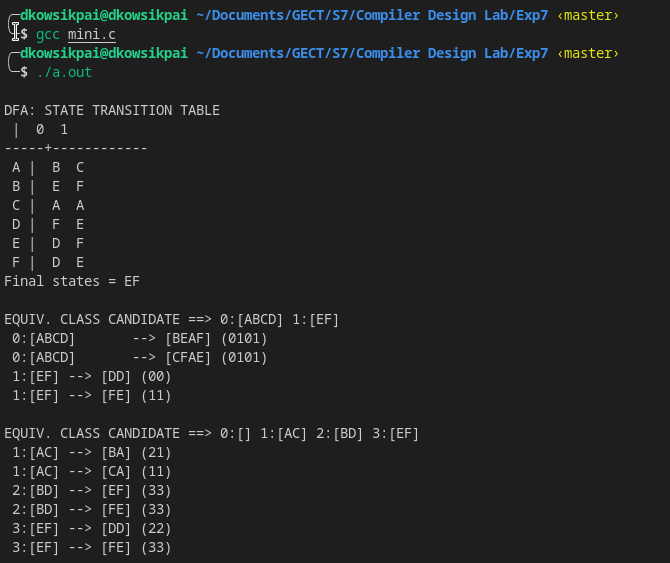 dkowsikpai@dkowsikpai ~/Documents/GECT/S7/Compiler Design Lab/Exp7 ‹master›
$ gcc mini.c
dkowsikpai@dkowsikpai ~/Documents/GECT/S7/Compiler Design Lab/Exp7 ‹master›
$ ./a.out
DFA: STATE TRANSITION TABLE
| 0 1
-----+------------
A | B C
B | E F
C | A A
D | F E
E | D F
F | D E
Final states = EF
EQUIV. CLASS CANDIDATE ==> 0:[ABCD] 1:[EF]
0:[ABCD] --> [BEAF] (0101)
0:[ABCD] --> [CFAE] (0101)
1:[EF] --> [DD] (00)
1:[EF] --> [FE] (11)
EQUIV. CLASS CANDIDATE ==> 0:[] 1:[AC] 2:[BD] 3:[EF]
1:[AC] --> [BA] (21)
1:[AC] --> [CA] (11)
2:[BD] --> [EF] (33)
2:[BD] --> [FE] (33)
3:[EF] --> [DD] (22)
3:[EF] --> [FE] (33)